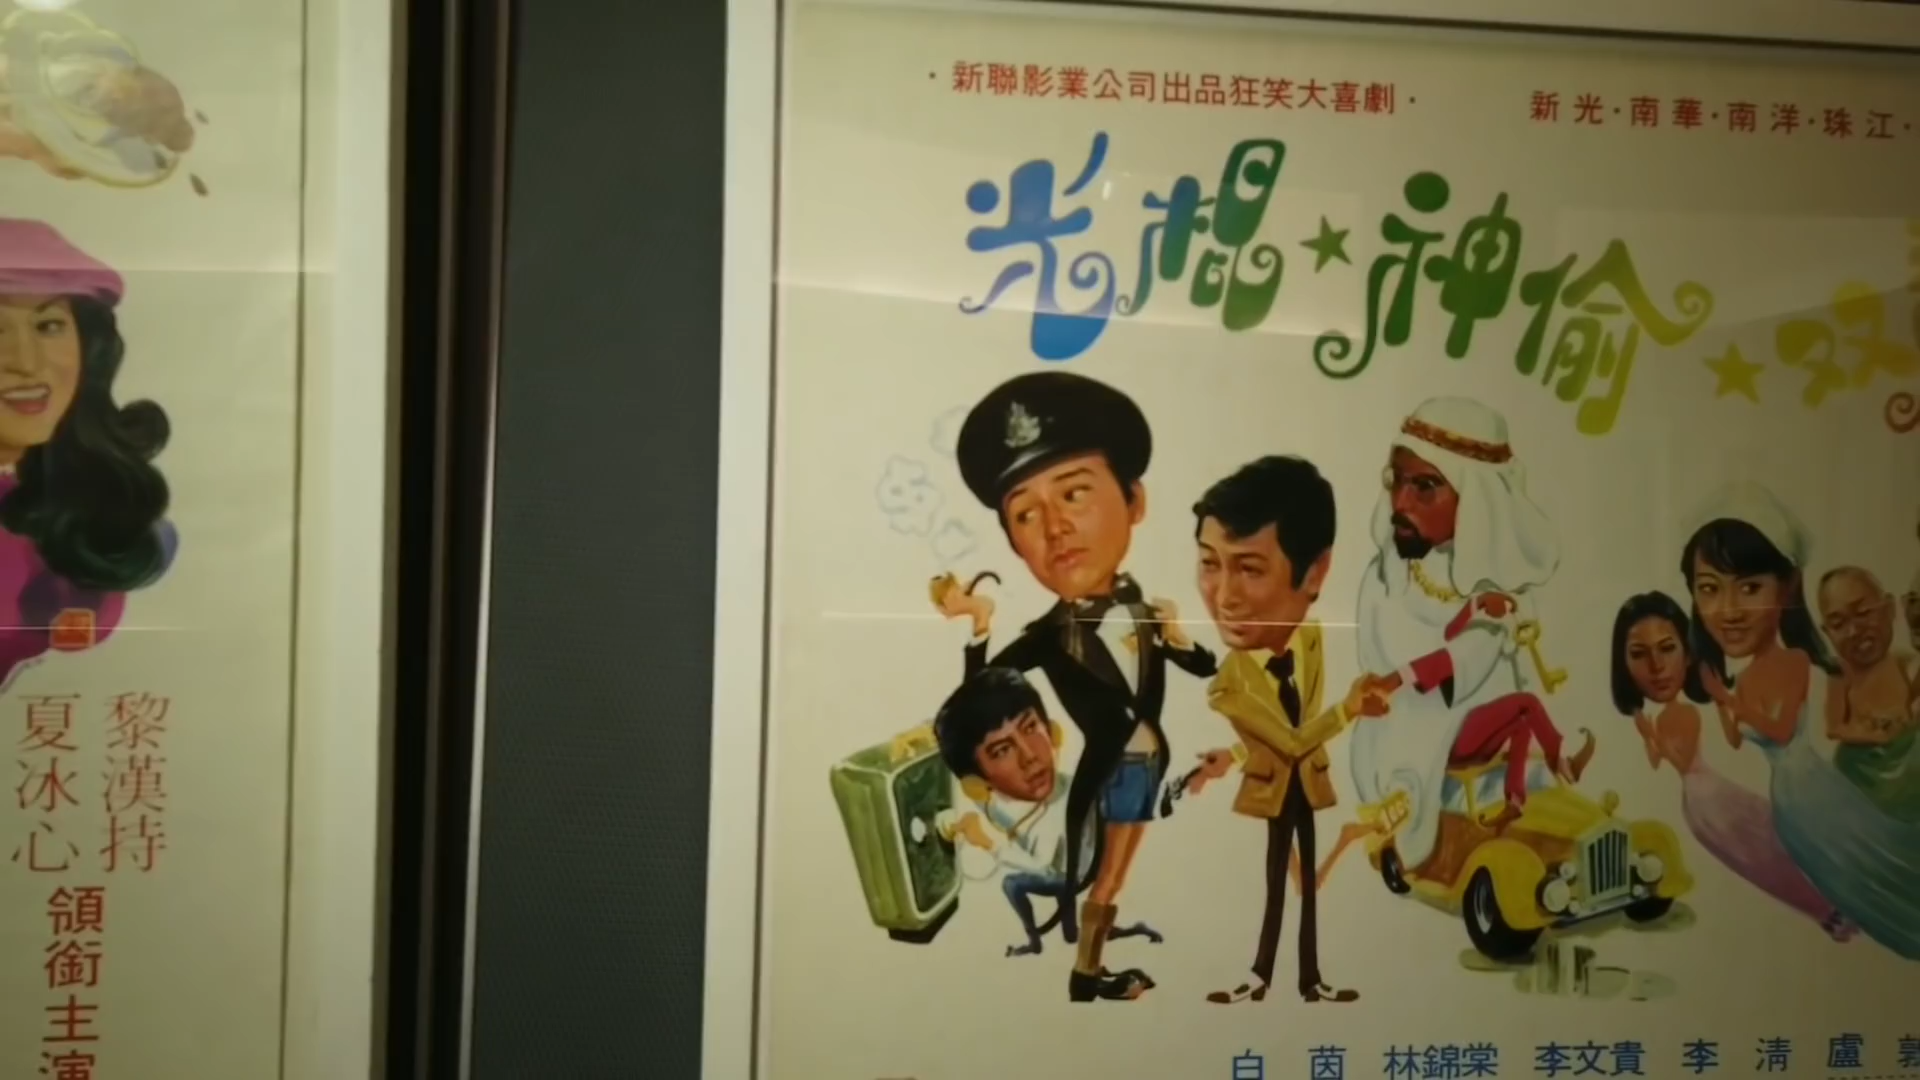 ·新聯影業公司出品狂笑大喜劇·
新光·南華·南洋·珠江·
光棍★神偷★双
黎漢持
夏冰心
領銜主演
白茵 林錦棠 李文貴 李清 盧